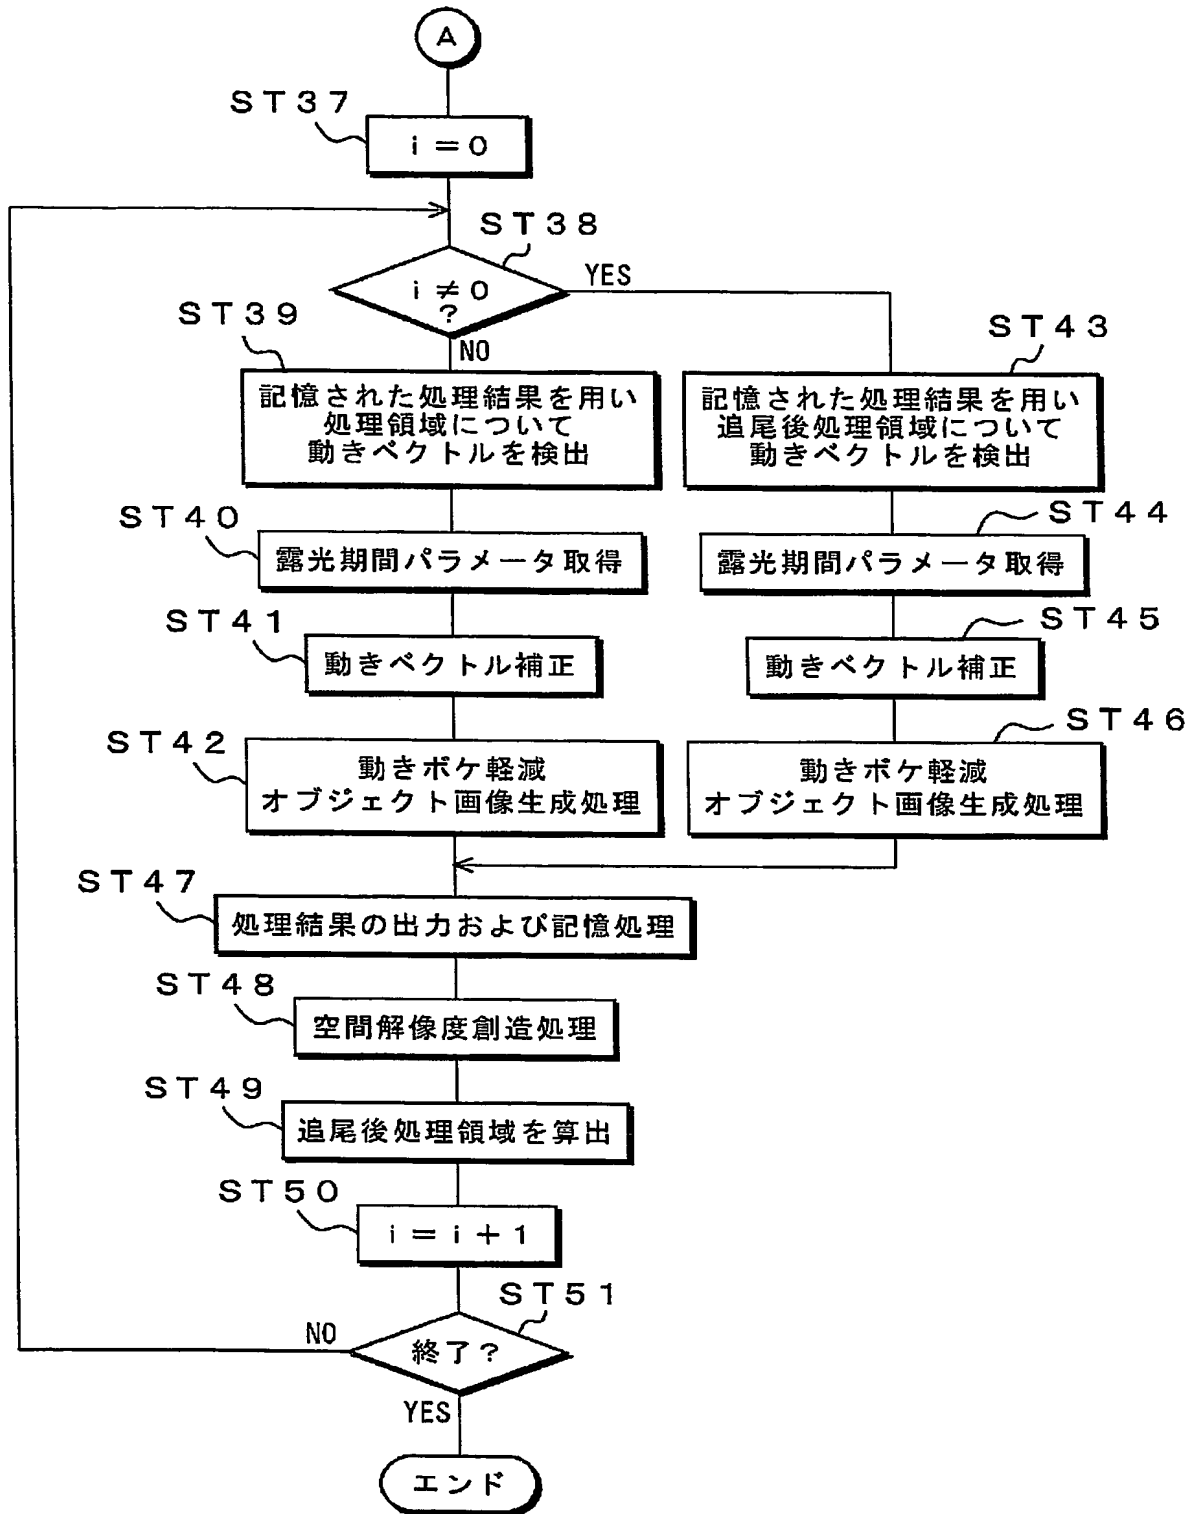 A
ST37
i=0
ST38
i≠0
?
YES
NO
ST39
記憶された処理結果を用い
処理領域について
動きベクトルを検出
ST43
記憶された処理結果を用い
追尾後処理領域について
動きベクトルを検出
ST40
露光期間パラメータ取得
ST44
露光期間パラメータ取得
ST41
動きベクトル補正
ST45
動きベクトル補正
ST42
動きボケ軽減
オブジェクト画像生成処理
ST46
動きボケ軽減
オブジェクト画像生成処理
ST47
処理結果の出力および記憶処理
ST48
空間解像度創造処理
ST49
追尾後処理領域を算出
ST50
i=i+1
ST51
終了?
NO
YES
エンド